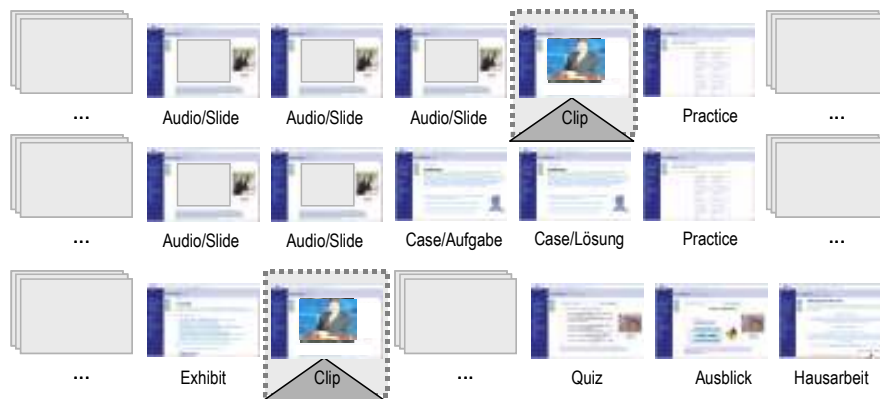 ... Audio/Slide Audio/Slide Audio/Slide Clip Practice ...
... Audio/Slide Audio/Slide Case/Aufgabe Case/Lösung Practice ...
... Exhibit Clip ... Quiz Ausblick Hausarbeit